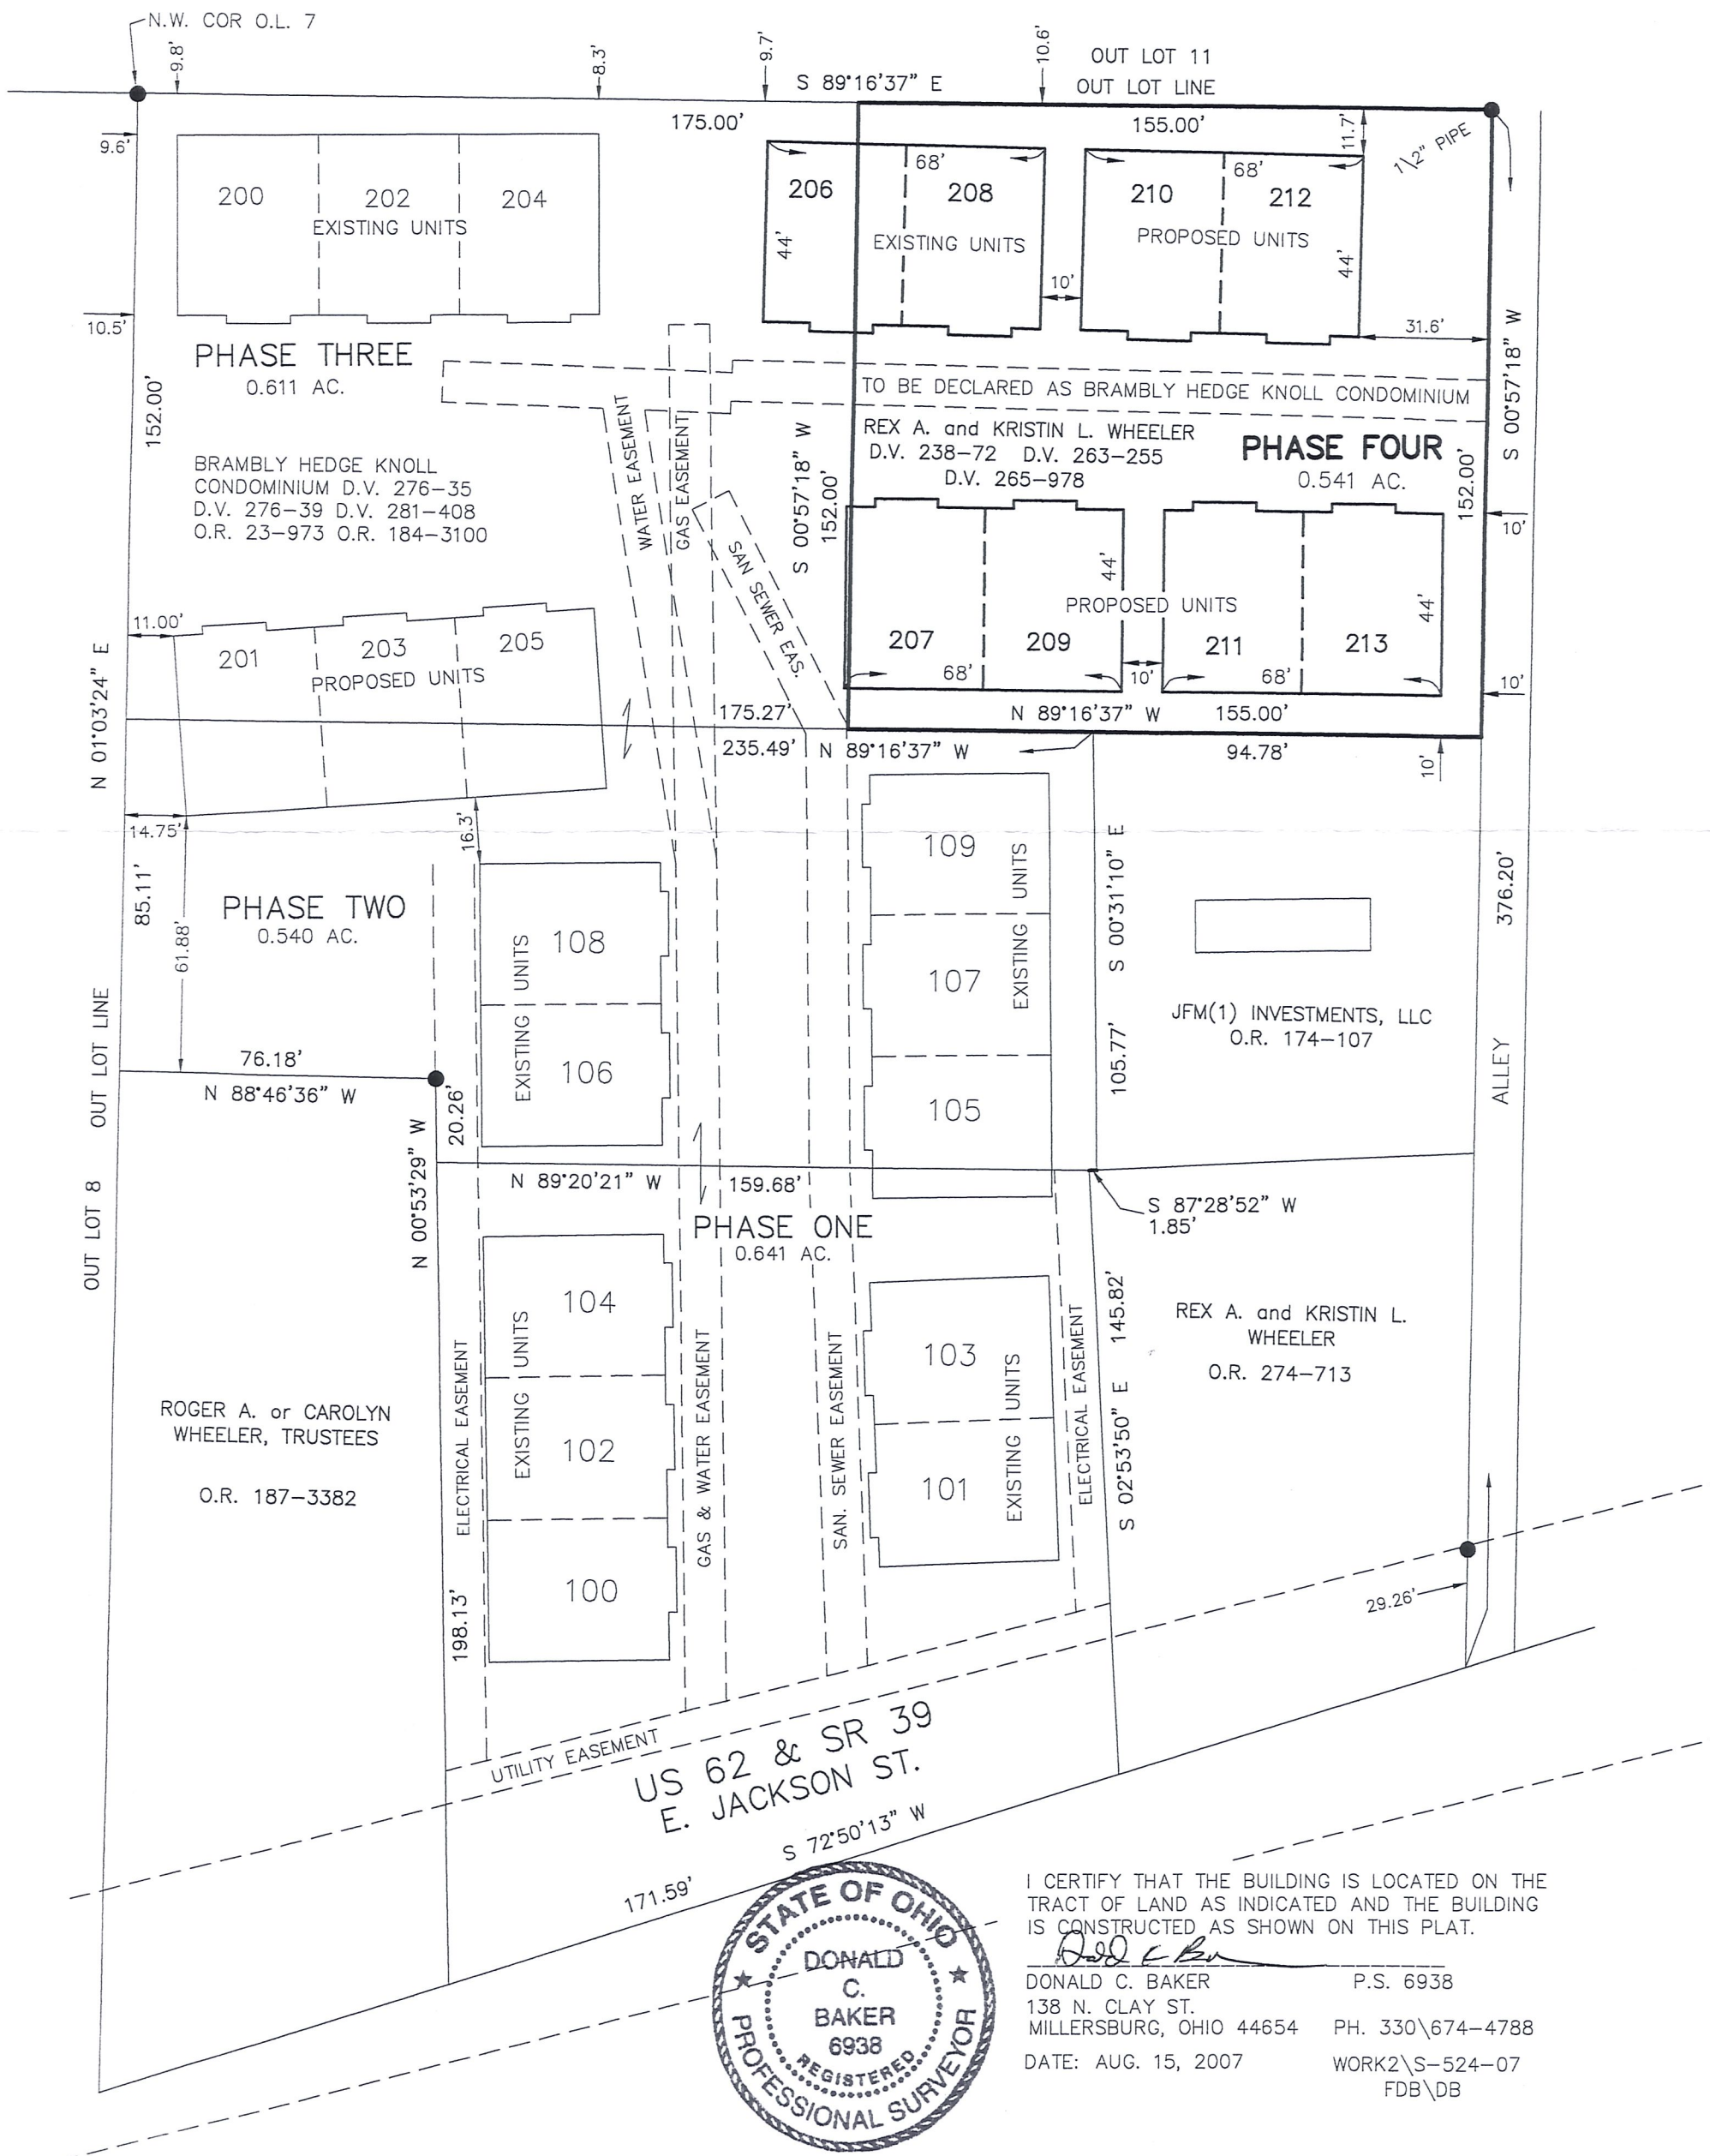 N.W. COR O.L. 7
9.8'
8.3'
9.7'
10.6'
OUT LOT 11
S 89°16'37" E
OUT LOT LINE
175.00'
155.00'
11.7'
1\2" PIPE
9.6'
200
202
204
EXISTING UNITS
206
68'
208
44'
EXISTING UNITS
210
68'
212
PROPOSED UNITS
44'
10'
10.5'
31.6'
S 00°57'18" W
PHASE THREE
0.611 AC.
152.00'
TO BE DECLARED AS BRAMBLY HEDGE KNOLL CONDOMINIUM
REX A. and KRISTIN L. WHEELER
D.V. 238-72 D.V. 263-255
D.V. 265-978
PHASE FOUR
0.541 AC.
152.00'
10'
BRAMBLY HEDGE KNOLL
CONDOMINIUM D.V. 276-35
D.V. 276-39 D.V. 281-408
O.R. 23-973 O.R. 184-3100
WATER EASEMENT
GAS EASEMENT
SAN SEWER EAS.
S 00°57'18" W
152.00'
44'
PROPOSED UNITS
44'
207
209
211
213
68'
10'
68'
10'
11.00'
201
203
205
PROPOSED UNITS
N 01°03'24" E
175.27'
N 89°16'37" W
155.00'
235.49'
N 89°16'37" W
94.78'
10'
14.75'
16.3'
85.11'
61.88'
PHASE TWO
0.540 AC.
108
106
EXISTING UNITS
109
107
105
EXISTING UNITS
S 00°31'10" E
105.77'
JFM(1) INVESTMENTS, LLC
O.R. 174-107
376.20'
ALLEY
OUT LOT LINE
OUT LOT 8
76.18'
N 88°46'36" W
20.26'
N 00°53'29" W
N 89°20'21" W
159.68'
S 87°28'52" W
1.85'
PHASE ONE
0.641 AC.
104
102
100
EXISTING UNITS
103
101
EXISTING UNITS
ELECTRICAL EASEMENT
GAS & WATER EASEMENT
SAN. SEWER EASEMENT
ELECTRICAL EASEMENT
145.82'
S 02°53'50" E
REX A. and KRISTIN L.
WHEELER
O.R. 274-713
ROGER A. or CAROLYN
WHEELER, TRUSTEES
O.R. 187-3382
198.13'
29.26'
UTILITY EASEMENT
US 62 & SR 39
E. JACKSON ST.
S 72°50'13" W
171.59'
STATE OF OHIO
DONALD
C.
BAKER
6938
REGISTERED
PROFESSIONAL SURVEYOR
I CERTIFY THAT THE BUILDING IS LOCATED ON THE
TRACT OF LAND AS INDICATED AND THE BUILDING
IS CONSTRUCTED AS SHOWN ON THIS PLAT.
DONALD C. BAKER P.S. 6938
138 N. CLAY ST.
MILLERSBURG, OHIO 44654 PH. 330\674-4788
DATE: AUG. 15, 2007 WORK2\S-524-07
FDB\DB